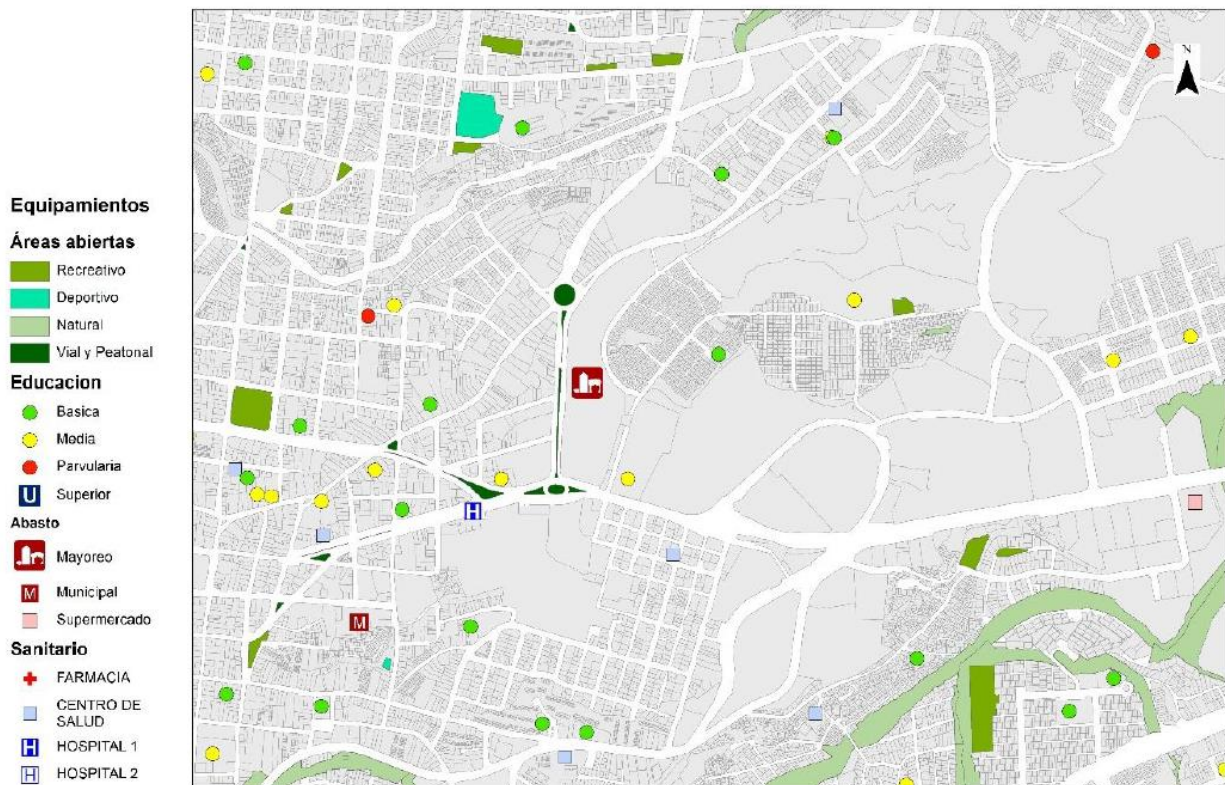 Equipamientos
Áreas abiertas
Recreativo
Deportivo
Natural
Vial y Peatonal
Educacion
Basica
Media
Parvularia
U Superior
Abasto
Mayoreo
M Municipal
Supermercado
Sanitario
FARMACIA
CENTRO DE
SALUD
H HOSPITAL 1
H HOSPITAL 2
N
H
M